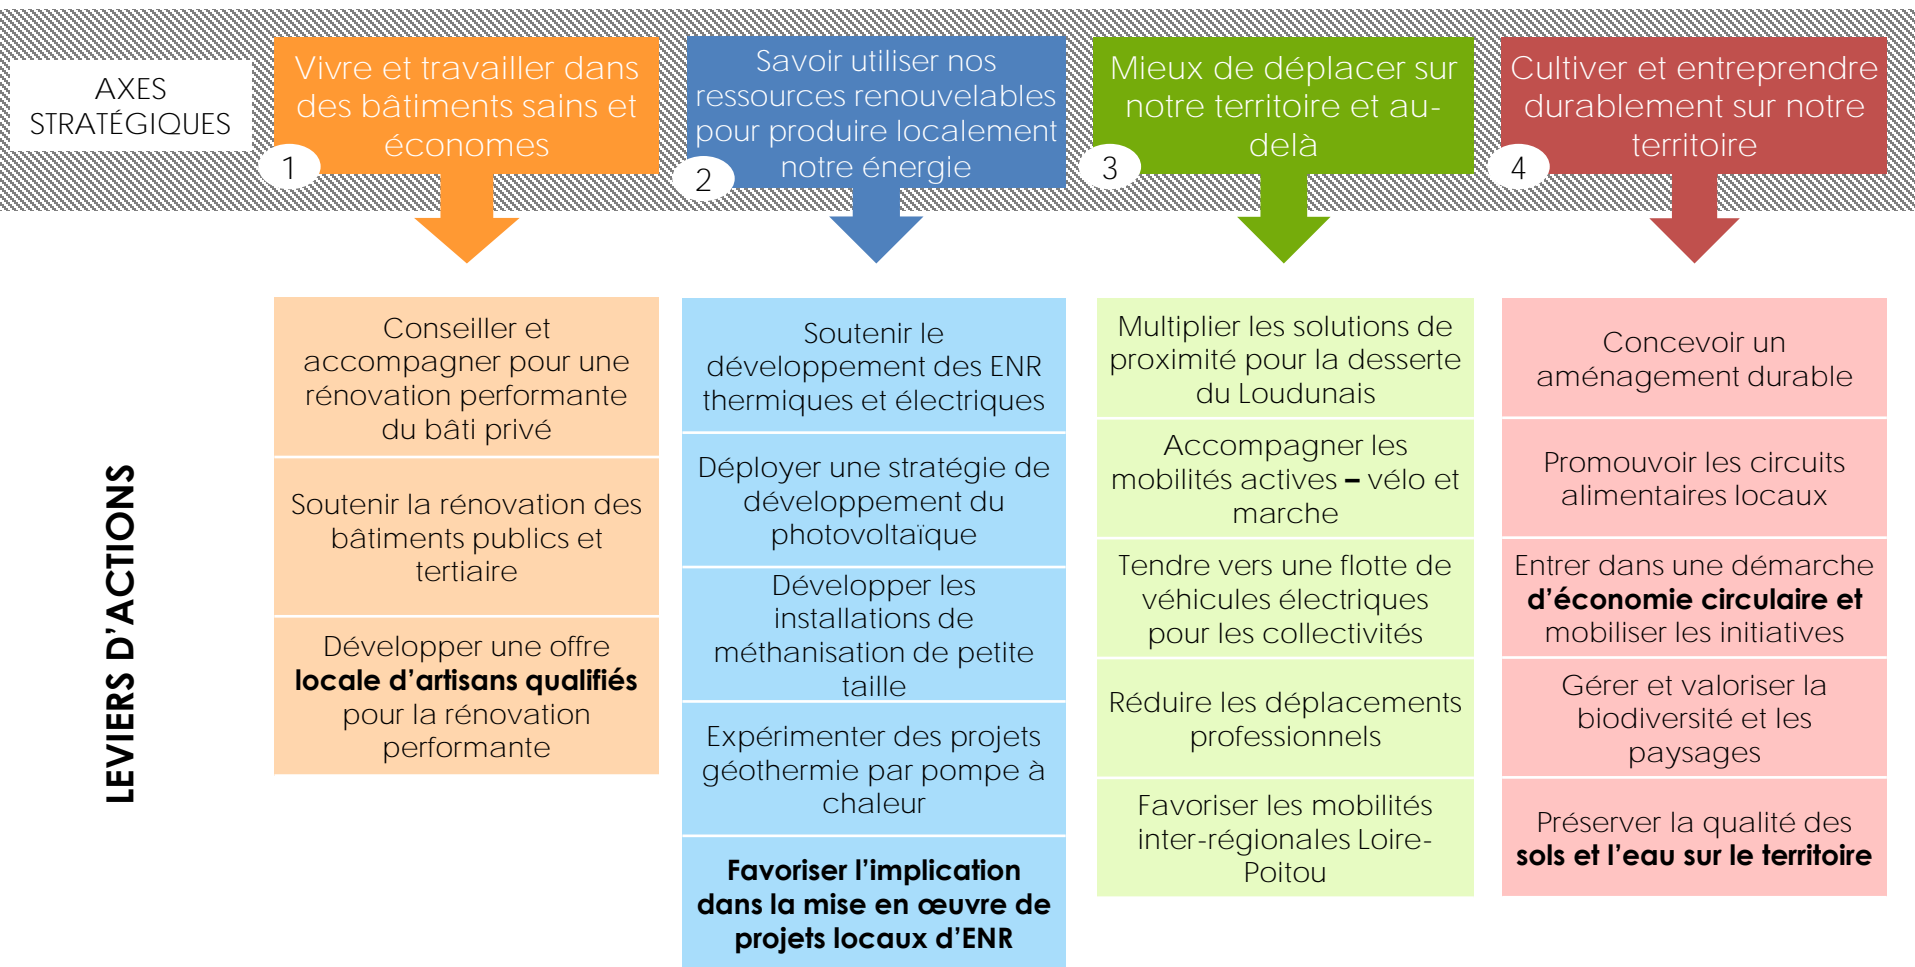 AXES
STRATÉGIQUES
Vivre et travailler dans
des bâtiments sains et
économes
1
Savoir utiliser nos
ressources renouvelables
pour produire localement
notre énergie
2
Mieux de déplacer sur
notre territoire et au-
delà
3
Cultiver et entreprendre
durablement sur notre
territoire
4
LEVIERS D’ACTIONS
Conseiller et
accompagner pour une
rénovation performante
du bâti privé
Soutenir la rénovation des
bâtiments publics et
tertiaire
Développer une offre
locale d’artisans qualifiés
pour la rénovation
performante
Soutenir le
développement des ENR
thermiques et électriques
Déployer une stratégie de
développement du
photovoltaïque
Développer les
installations de
méthanisation de petite
taille
Expérimenter des projets
géothermie par pompe à
chaleur
Favoriser l’implication
dans la mise en œuvre de
projets locaux d’ENR
Multiplier les solutions de
proximité pour la desserte
du Loudunais
Accompagner les
mobilités actives – vélo et
marche
Tendre vers une flotte de
véhicules électriques
pour les collectivités
Réduire les déplacements
professionnels
Favoriser les mobilités
inter-régionales Loire-
Poitou
Concevoir un
aménagement durable
Promouvoir les circuits
alimentaires locaux
Entrer dans une démarche
d’économie circulaire et
mobiliser les initiatives
Gérer et valoriser la
biodiversité et les
paysages
Préserver la qualité des
sols et l’eau sur le territoire